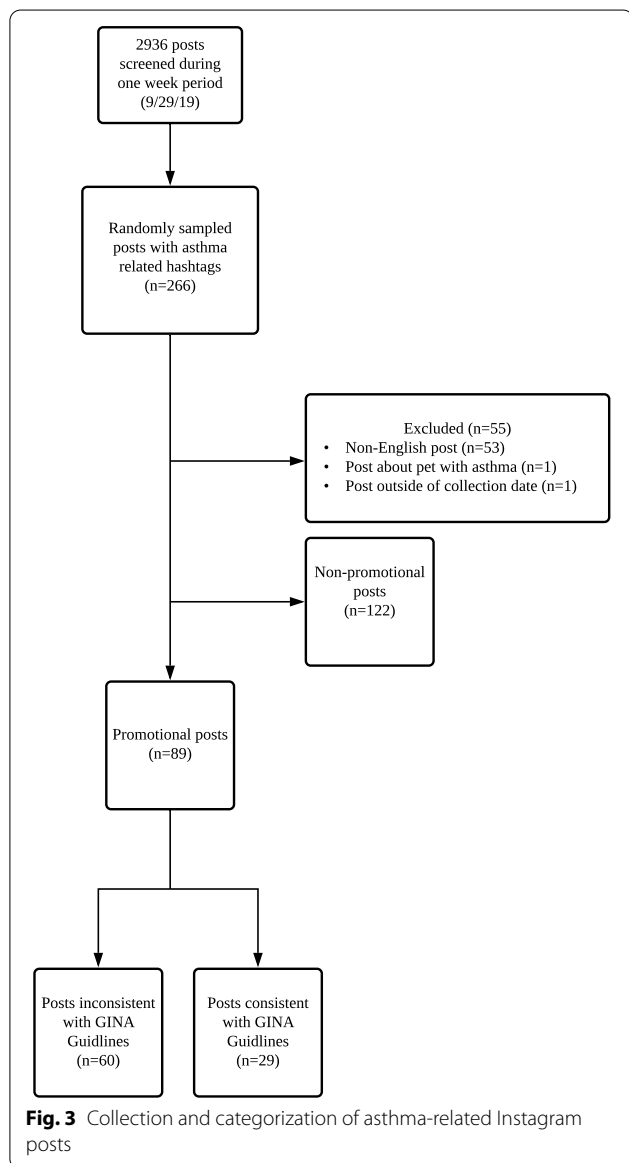 2936 posts
screened during
one week period
(9/29/19)
Randomly sampled
posts with asthma
related hashtags
(n=266)
Excluded (n=55)
• Non-English post (n=53)
• Post about pet with asthma (n=1)
• Post outside of collection date (n=1)
Non-promotional
posts
(n=122)
Promotional posts
(n=89)
Posts inconsistent
with GINA
Guidlines
(n=60)
Posts consistent
with GINA
Guidlines
(n=29)
Fig. 3 Collection and categorization of asthma-related Instagram
posts